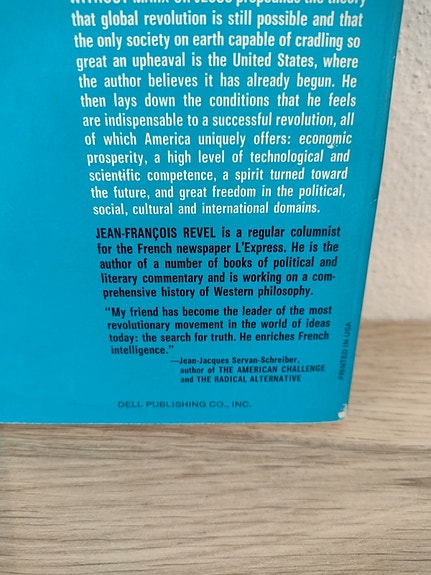 WITHOUT MARX OR JESUS propounds the theory
that global revolution is still possible and that
the only society on earth capable of cradling so
great an upheaval is the United States, where
the author believes it has already begun. He
then lays down the conditions that he feels
are indispensable to a successful revolution, all
of which America uniquely offers: economic
prosperity, a high level of technological and
scientific competence, a spirit turned toward
the future, and great freedom in the political,
social, cultural and international domains.
JEAN-FRANÇOIS REVEL is a regular columnist
for the French newspaper L'Express. He is the
author of a number of books of political and
literary commentary and is working on a com-
prehensive history of Western philosophy.
"My friend has become the leader of the most
revolutionary movement in the world of ideas
today: the search for truth. He enriches French
intelligence."
—Jean-Jacques Servan-Schreiber,
author of THE AMERICAN CHALLENGE
and THE RADICAL ALTERNATIVE
DELL PUBLISHING CO., INC.
PRINTED IN USA